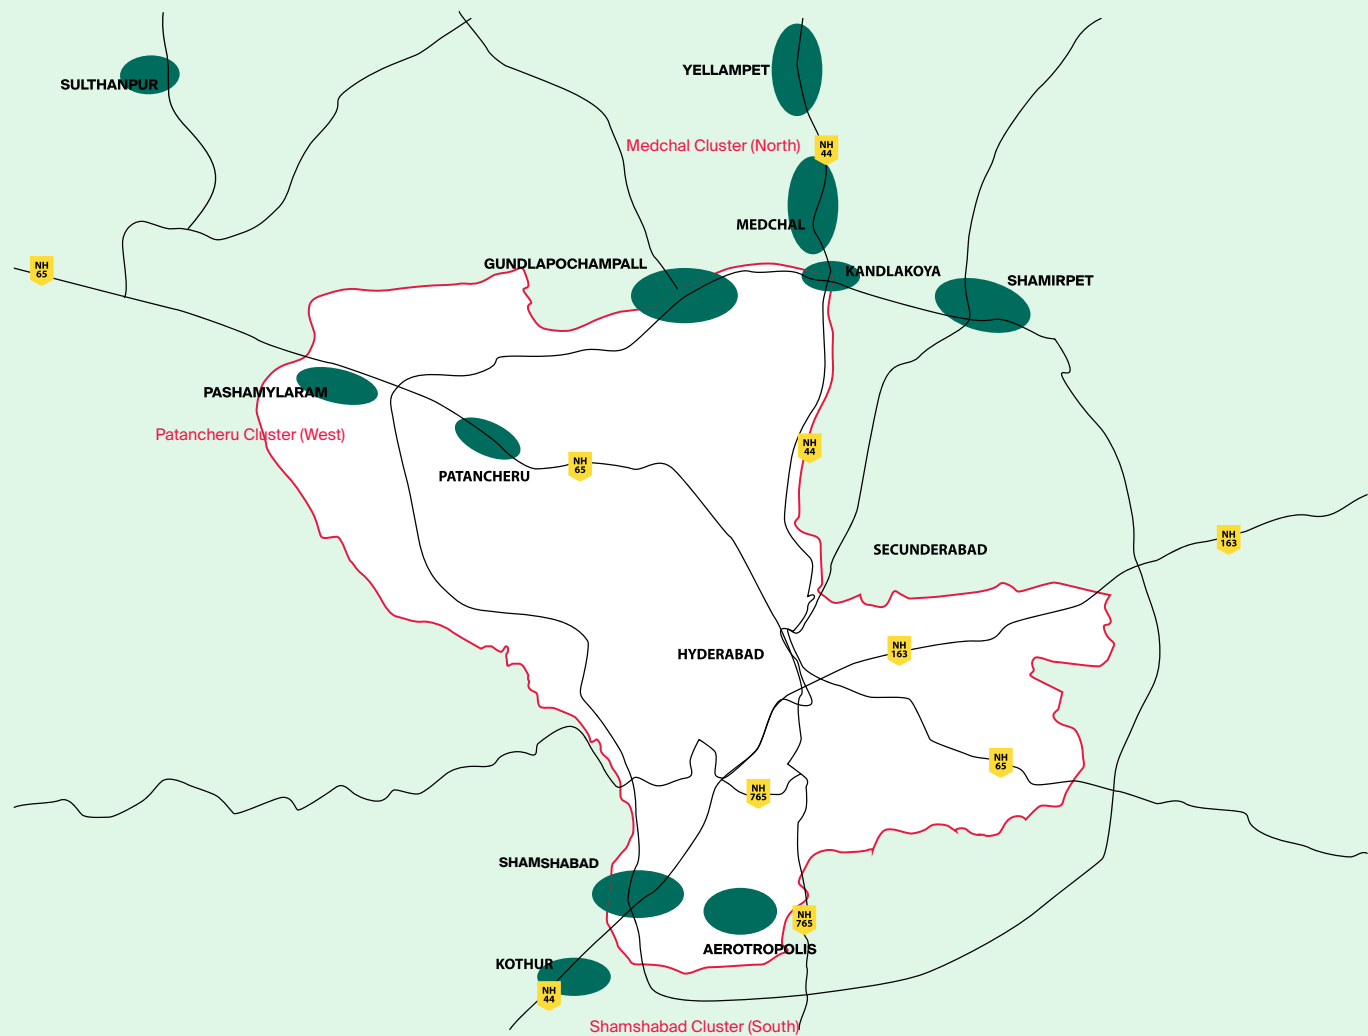 YELLAMPET
SULTHANPUR
Medchal Cluster (North)
NH
44
MEDCHAL
GUNDLAPOCHAMPALL
NH
65
KANDLAKOYA
SHAMIRPET
PASHAMYLARAM
Patancheru Cluster (West)
NH
44
NH
65
PATANCHERU
NH
163
SECUNDERABAD
HYDERABAD
NH
163
NH
65
NH
765
SHAMSHABAD
NH
765
AEROTROPOLIS
KOTHUR
NH
44
Shamshabad Cluster (South)